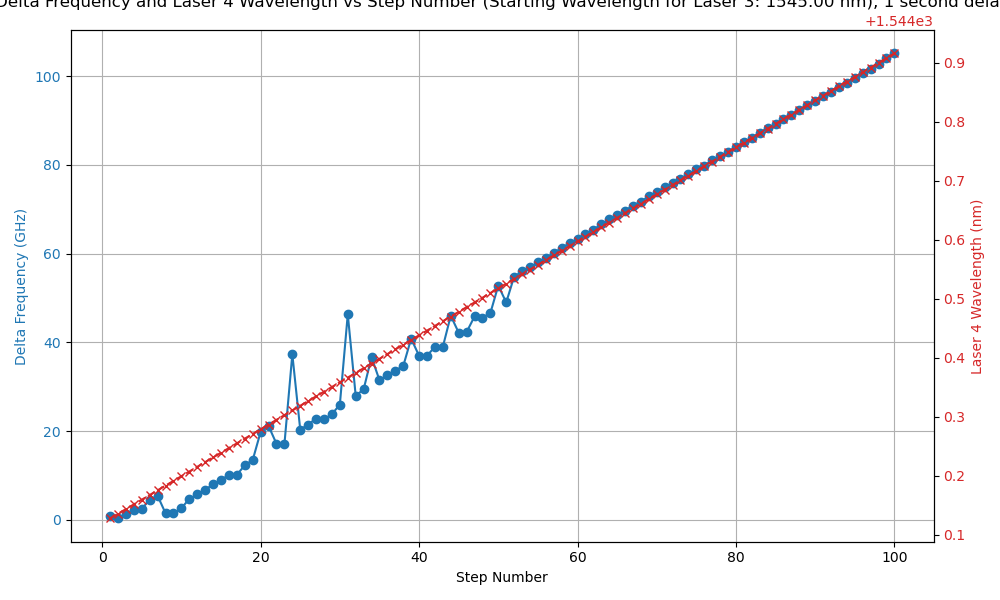 Delta Frequency and Laser 4 Wavelength vs Step Number (Starting Wavelength for Laser 3: 1545.00 nm), 1 second dela
+1.544e3
100
80
60
40
20
0
Delta Frequency (GHz)
0.9
0.8
0.7
0.6
0.5
0.4
0.3
0.2
0.1
Laser 4 Wavelength (nm)
0 20 40 60 80 100
Step Number